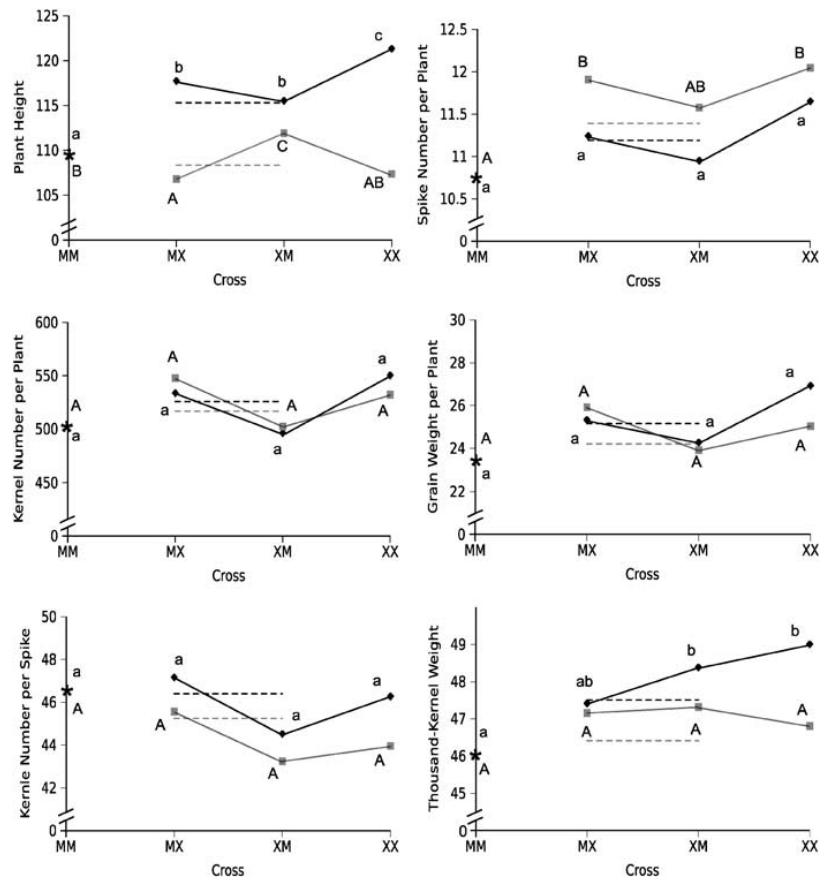 125
120
115
110
105
0
Plant Height
a
B
b
b
c
A
C
AB
MM
MX
XM
XX
Cross
12
11.5
11
10.5
0
Spike Number per Plant
A
a
B
AB
B
a
a
a
MM
MX
XM
XX
Cross
600
550
500
450
0
Kernel Number per Plant
A
a
A
a
A
a
a
A
MM
MX
XM
XX
Cross
30
28
26
24
22
0
Grain Weight per Plant
A
a
A
a
a
A
a
A
MM
MX
XM
XX
Cross
50
48
46
44
42
0
Kernle Number per Spike
a
A
a
A
a
A
a
A
MM
MX
XM
XX
Cross
49
48
47
46
45
0
Thousand-Kernel Weight
a
A
ab
A
b
A
b
A
MM
MX
XM
XX
Cross